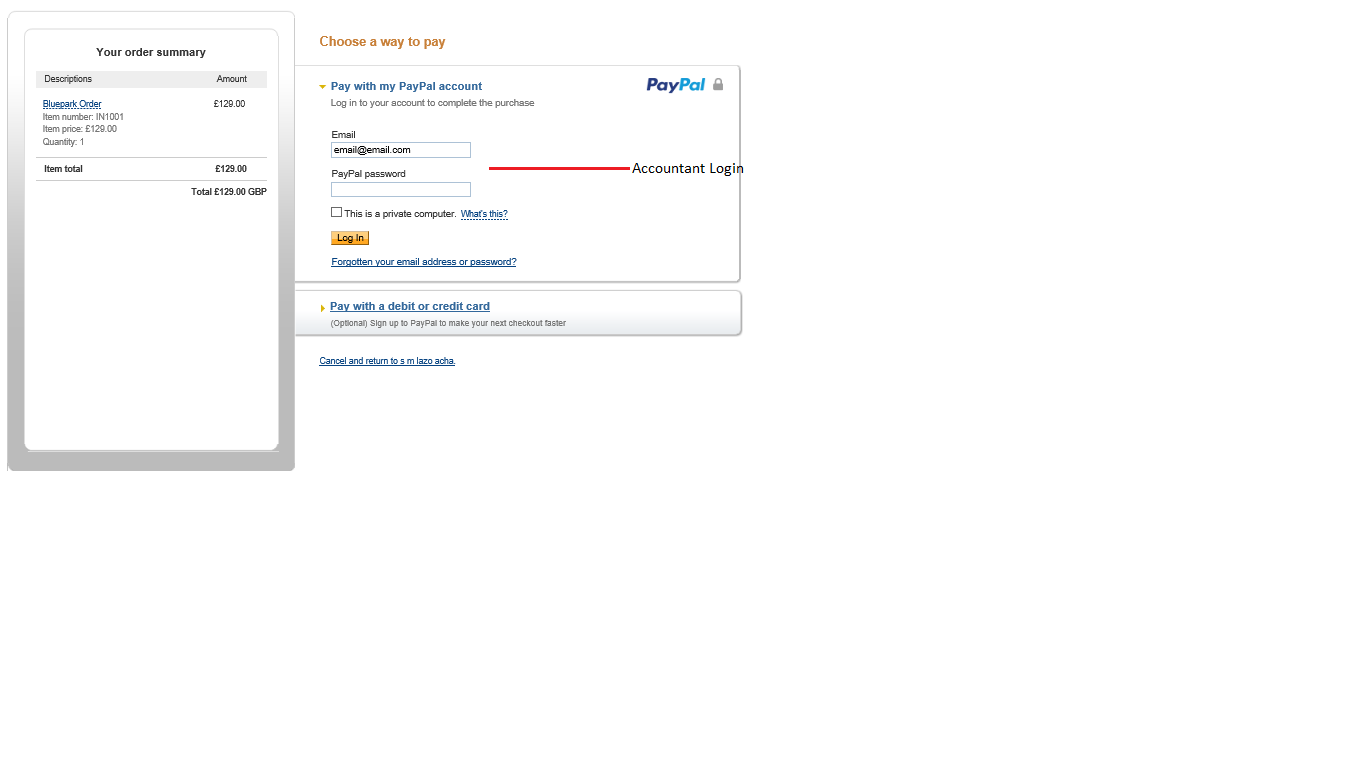 Your order summary
Descriptions Amount
Bluepark Order £129.00
Item number: IN1001
Item price: £129.00
Quantity: 1
Item total £129.00
Total £129.00 GBP
Choose a way to pay
Pay with my PayPal account
PayPal
Log in to your account to complete the purchase
Email
email@email.com
Accountant Login
PayPal password
This is a private computer. What's this?
Log In
Forgotten your email address or password?
Pay with a debit or credit card
(Optional) Sign up to PayPal to make your next checkout faster
Cancel and return to s m lazo acha.